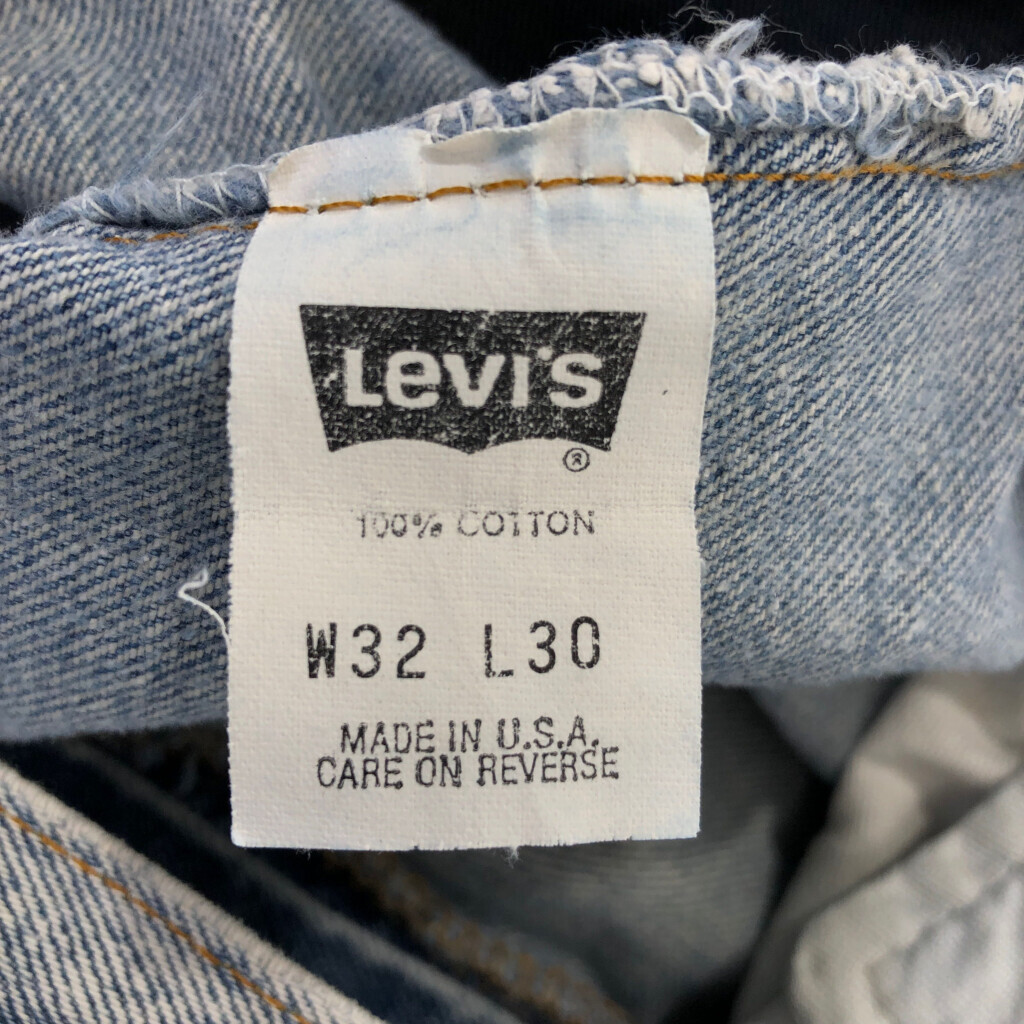 Levi's
®
100% COTTON
W32 L30
MADE IN U.S.A.
CARE ON REVERSE